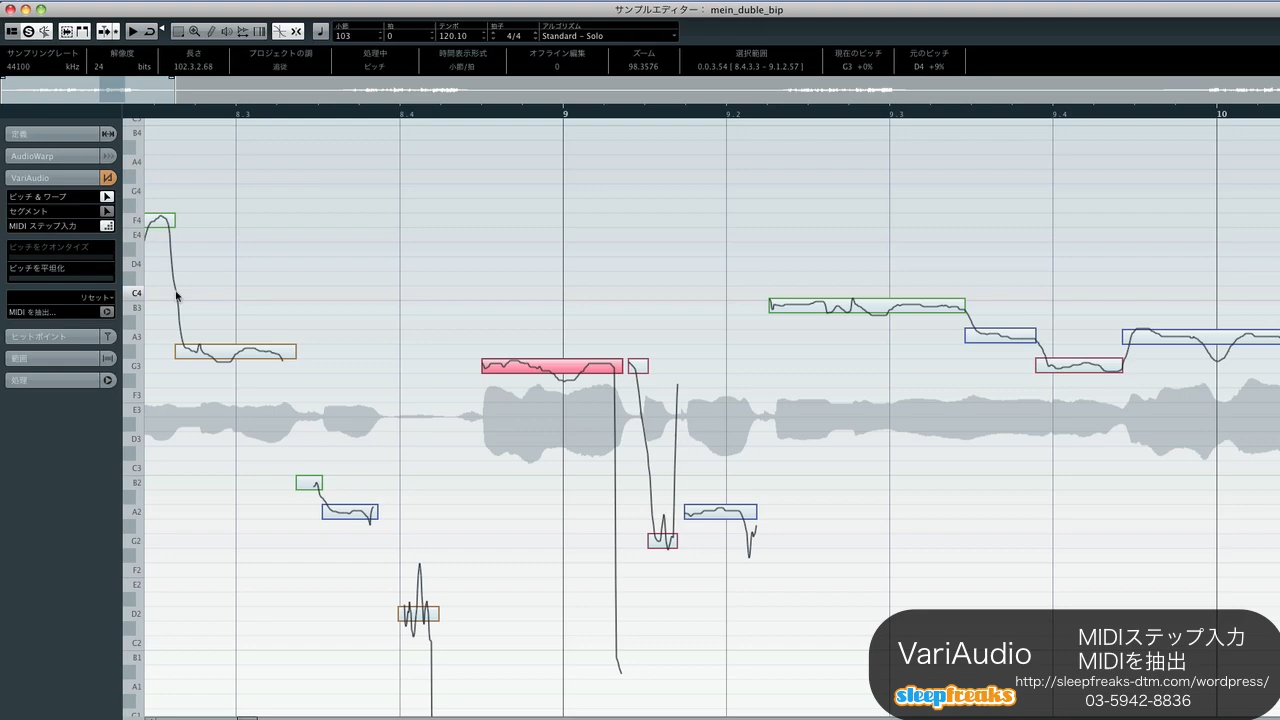 サンプルエディター： mein_duble_bip
小節 拍 テンポ 拍子 アルゴリズム
103 0 120.10 4/4 Standard - Solo
サンプリングレート 解像度 長さ プロジェクトの調 処理中 時間表示形式 オフライン編集 ズーム 選択範囲 現在のピッチ 元のピッチ
44100 kHz 24 bits 102.3.2.68 追従 ピッチ 小節/拍 0 98.3576 0.0.3.54 [ 8.4.3.3 - 9.1.2.57 ] G3 +0% D4 +9%
8.3 8.4 9 9.2 9.3 9.4 10
定義
AudioWarp
VariAudio
ピッチ & ワープ
セグメント
MIDI ステップ入力
ピッチをクオンタイズ
ピッチを平坦化
リセット
MIDI を抽出...
ヒットポイント
範囲
処理
C5
B4
A4
G4
F4
E4
D4
C4
B3
A3
G3
F3
E3
D3
C3
B2
A2
G2
F2
E2
D2
C2
B1
A1
G1
VariAudio
MIDIステップ入力
MIDIを抽出
sleepfreaks
http://sleepfreaks-dtm.com/wordpress/
03-5942-8836